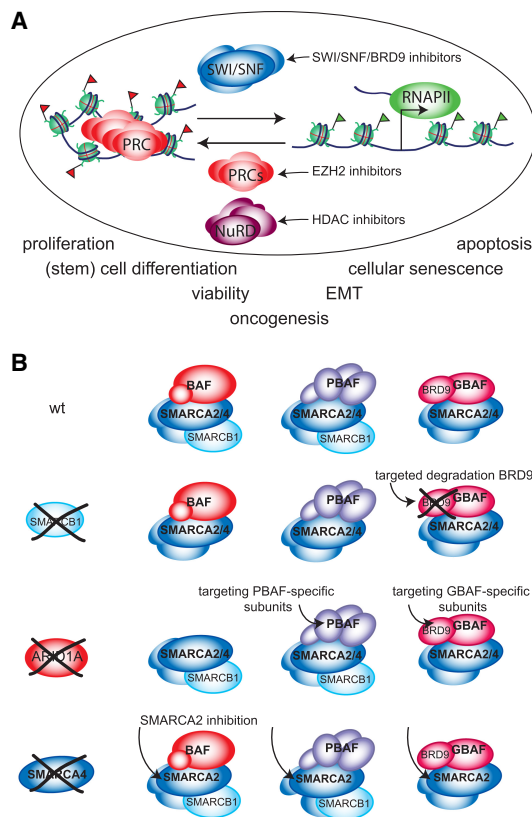 A
SWI/SNF
SWI/SNF/BRD9 inhibitors
RNAPII
PRC
PRCs
EZH2 inhibitors
NuRD
HDAC inhibitors
proliferation
apoptosis
(stem) cell differentiation
cellular senescence
viability
EMT
oncogenesis
B
wt
BAF
SMARCA2/4
SMARCB1
PBAF
SMARCA2/4
SMARCB1
BRD9
GBAF
SMARCA2/4
SMARCB1
BAF
SMARCA2/4
PBAF
SMARCA2/4
targeted degradation BRD9
BRD9
GBAF
SMARCA2/4
ARID1A
SMARCA2/4
SMARCB1
targeting PBAF-specific
subunits
PBAF
SMARCA2/4
SMARCB1
targeting GBAF-specific
subunits
BRD9
GBAF
SMARCA2/4
SMARCA4
SMARCA2 inhibition
BAF
SMARCA2
SMARCB1
PBAF
SMARCA2
SMARCB1
BRD9
GBAF
SMARCA2